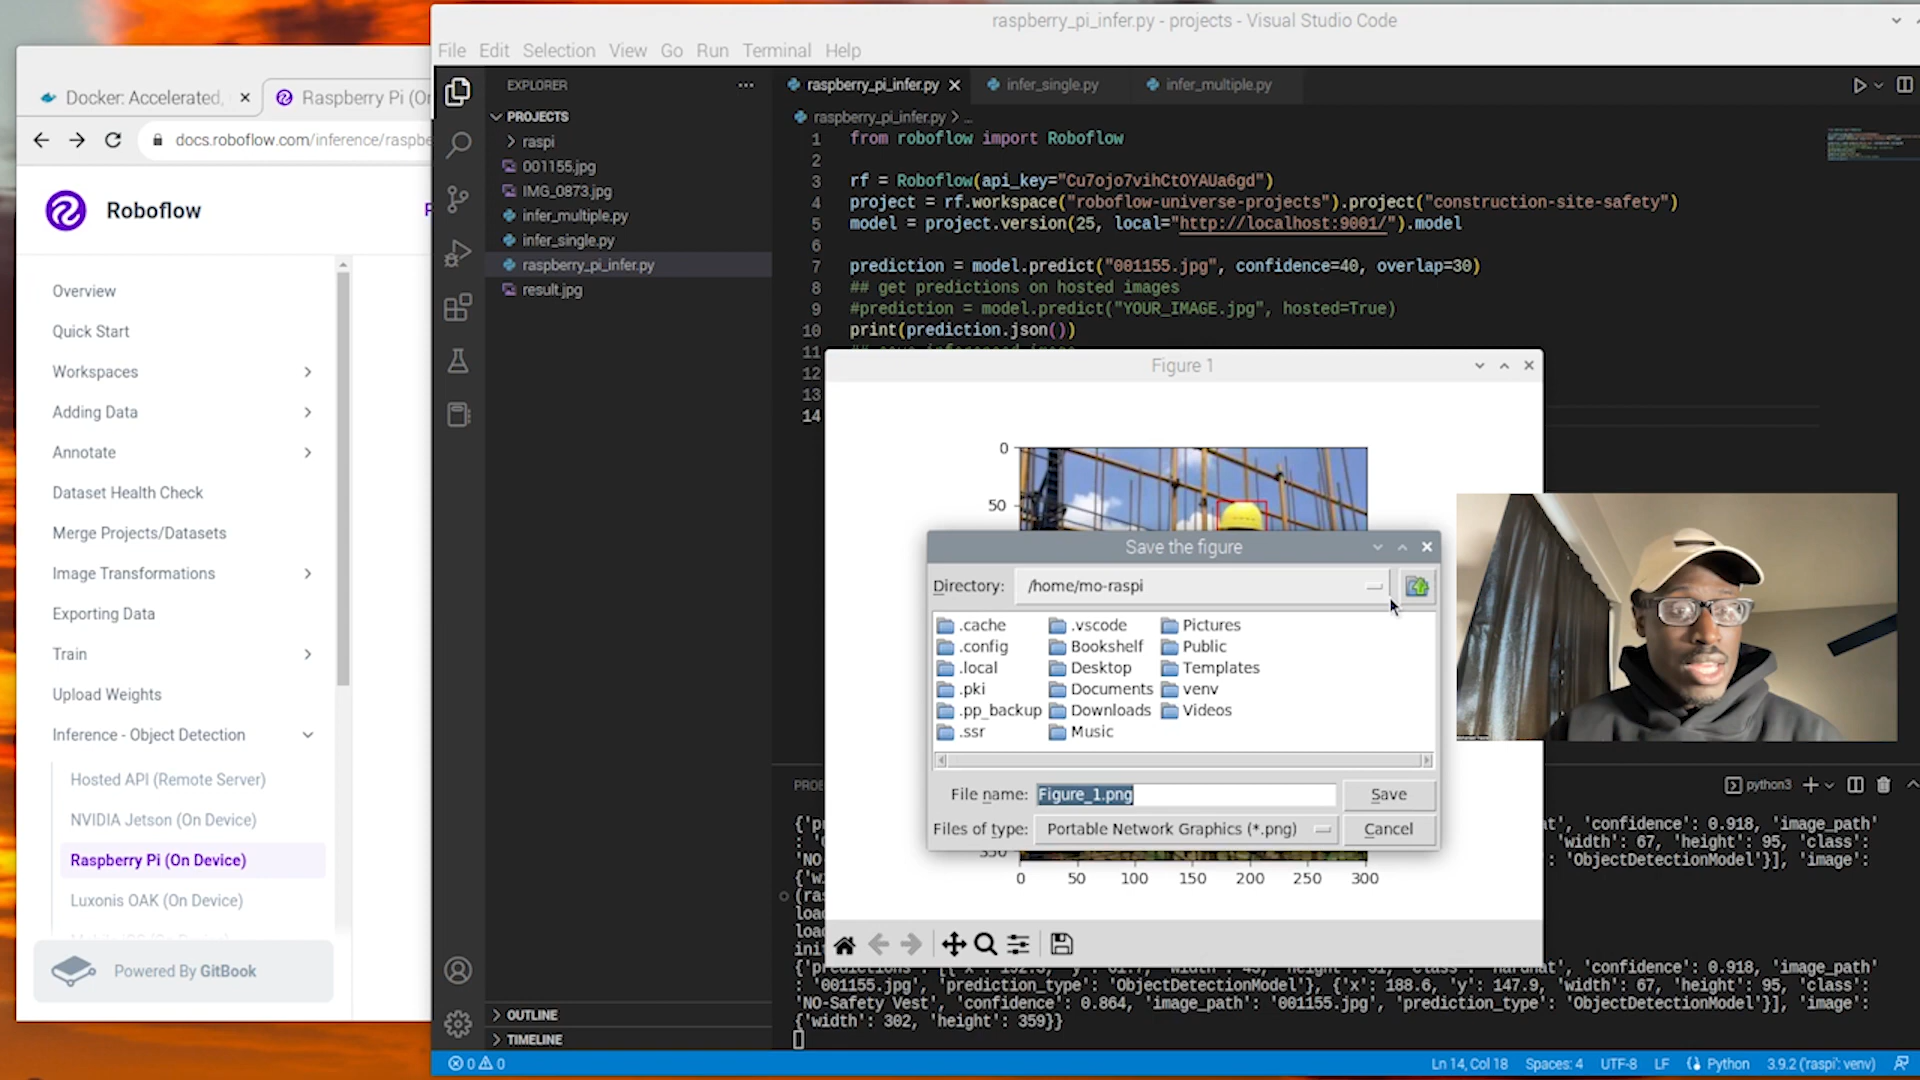 raspberry_pi_infer.py - projects - Visual Studio Code
File Edit Selection View Go Run Terminal Help
Docker: Accelerated,
Raspberry Pi (On
docs.roboflow.com/inference/raspbe
Roboflow
Overview
Quick Start
Workspaces
Adding Data
Annotate
Dataset Health Check
Merge Projects/Datasets
Image Transformations
Exporting Data
Train
Upload Weights
Inference - Object Detection
Hosted API (Remote Server)
NVIDIA Jetson (On Device)
Raspberry Pi (On Device)
Luxonis OAK (On Device)
Powered By GitBook
EXPLORER
PROJECTS
raspi
001155.jpg
IMG_0873.jpg
infer_multiple.py
infer_single.py
raspberry_pi_infer.py
result.jpg
OUTLINE
TIMELINE
raspberry_pi_infer.py infer_single.py infer_multiple.py
raspberry_pi_infer.py > ...
1 from roboflow import Roboflow
2
3 rf = Roboflow(api_key="Cu7ojo7vihCtOYAUa6gd")
4 project = rf.workspace("roboflow-universe-projects").project("construction-site-safety")
5 model = project.version(25, local="http://localhost:9001/").model
6
7 prediction = model.predict("001155.jpg", confidence=40, overlap=30)
8 ## get predictions on hosted images
9 #prediction = model.predict("YOUR_IMAGE.jpg", hosted=True)
10 print(prediction.json())
11
12
13
14
Figure 1
0
50
350
0 50 100 150 200 250 300
Save the figure
Directory: /home/mo-raspi
.cache .vscode Pictures
.config Bookshelf Public
.local Desktop Templates
.pki Documents venv
.pp_backup Downloads Videos
.ssr Music
File name: Figure_1.png Save
Files of type: Portable Network Graphics (*.png) Cancel
python3
t', 'confidence': 0.918, 'image_path'
'width': 67, 'height': 95, 'class':
'ObjectDetectionModel'}], 'image':
'confidence': 0.918, 'image_path'
: '001155.jpg', 'prediction_type': 'ObjectDetectionModel'}, {'x': 188.6, 'y': 147.9, 'width': 67, 'height': 95, 'class':
'NO-Safety Vest', 'confidence': 0.864, 'image_path': '001155.jpg', 'prediction_type': 'ObjectDetectionModel'}], 'image':
{'width': 302, 'height': 359}}
0 0
Ln 14, Col 18 Spaces: 4 UTF-8 LF Python 3.9.2 ('raspi': venv)